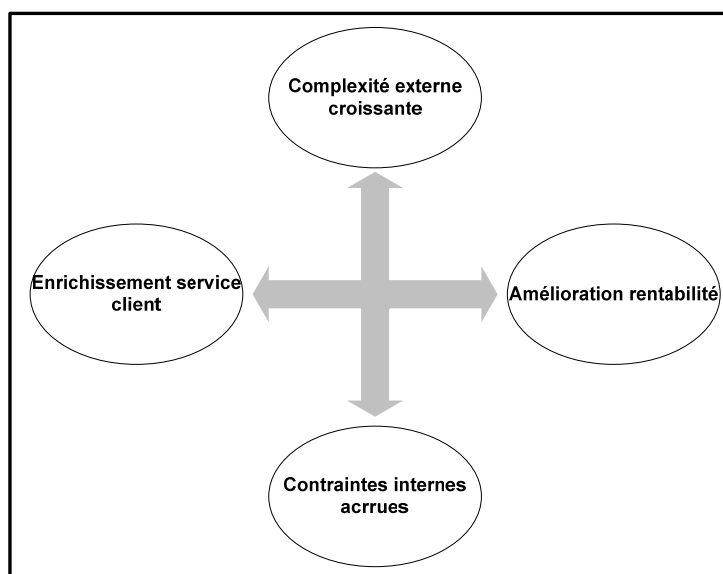 Complexité externe
croissante
Enrichissement service
client
Amélioration rentabilité
Contraintes internes
acrrues